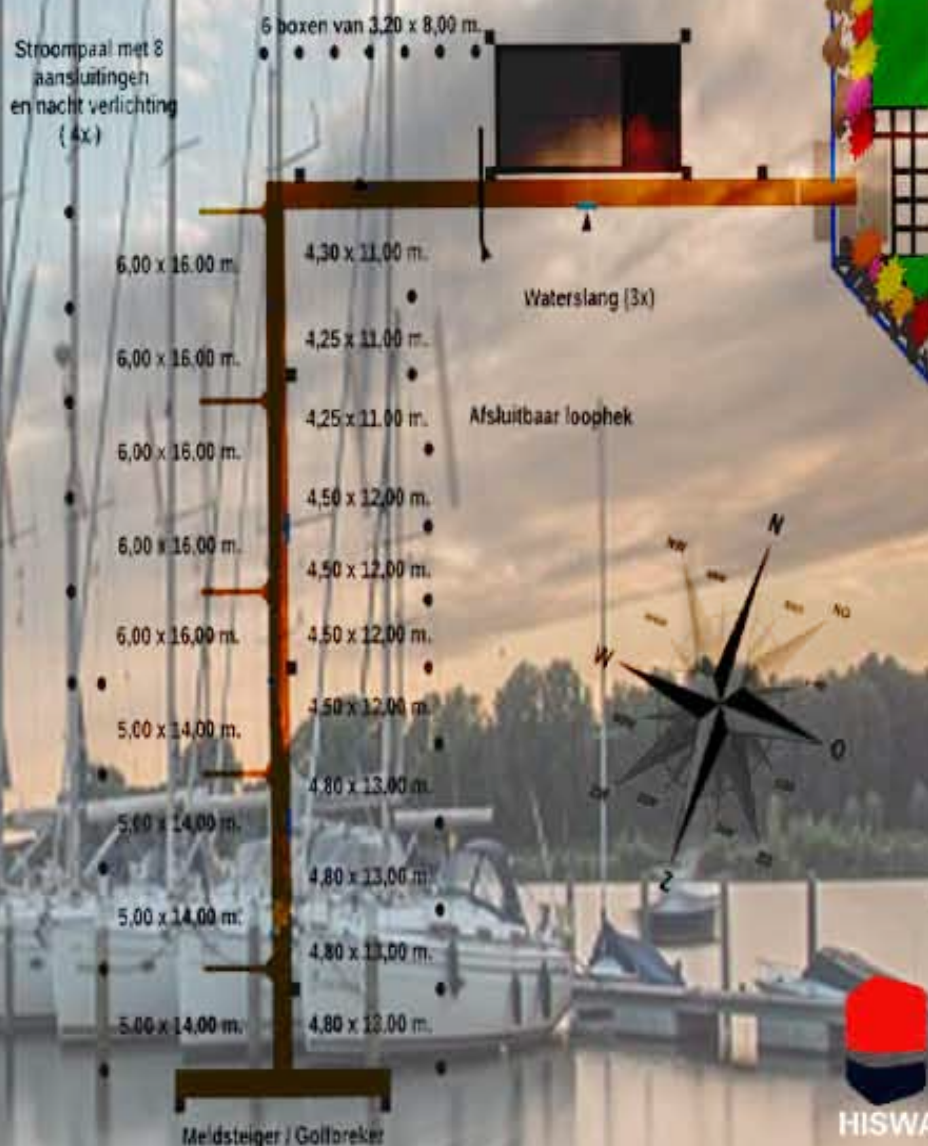 6 boxen van 3,20 x 8,00 m.
Stroompaal met 8
aansluitingen
en nacht verlichting
( 4x )
6,00 x 16.00 m.
6,00 x 16,00 m.
6,00 x 16,00 m.
6,00 x 16,00 m.
6,00 x 16,00 m.
5,00 x 14,00 m.
5,00 x 14,00 m.
5,00 x 14,00 m.
5,00 x 14,00 m.
4,30 x 11,00 m.
4,25 x 11,00 m.
4,25 x 11.00 m.
4,50 x 12,00 m.
4,50 x 12,00 m.
4,50 x 12,00 m.
4,50 x 12,00 m.
4,80 x 13.00 m.
4,80 x 13,00 m.
4,80 x 13,00 m.
4,80 x 13.00 m.
Waterslang (3x)
Afsluitbaar loophek
N
NO
W
O
Z
Meldsteiger / Golfbreker
HISWA